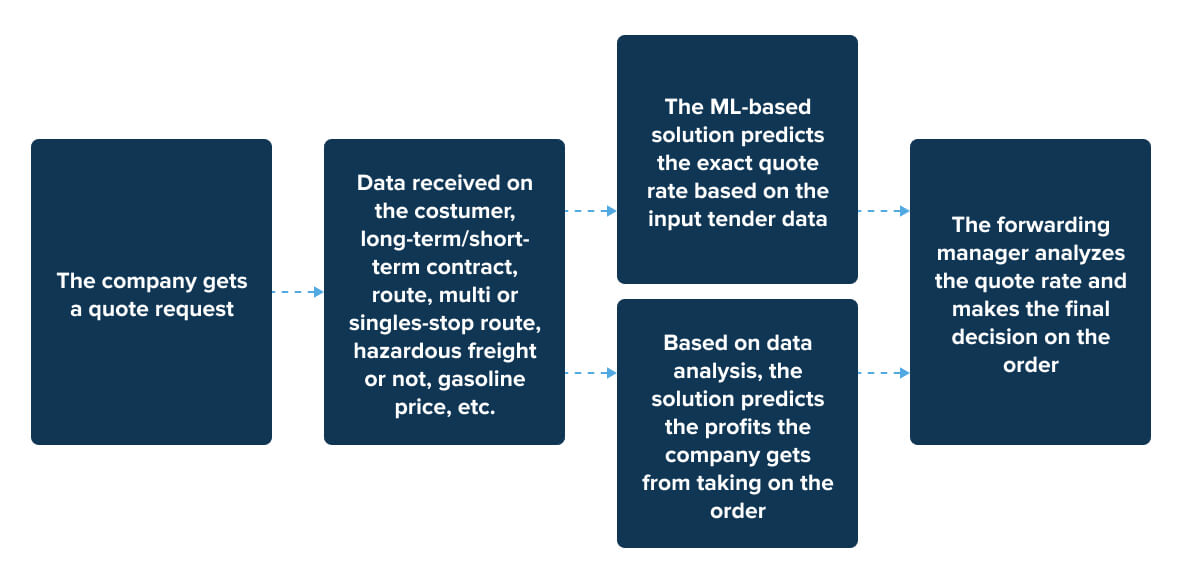 The company gets
a quote request
Data received on
the costumer,
long-term/short-
term contract,
route, multi or
singles-stop route,
hazardous freight
or not, gasoline
price, etc.
The ML-based
solution predicts
the exact quote
rate based on the
input tender data
Based on data
analysis, the
solution predicts
the profits the
company gets
from taking on the
order
The forwarding
manager analyzes
the quote rate and
makes the final
decision on the
order